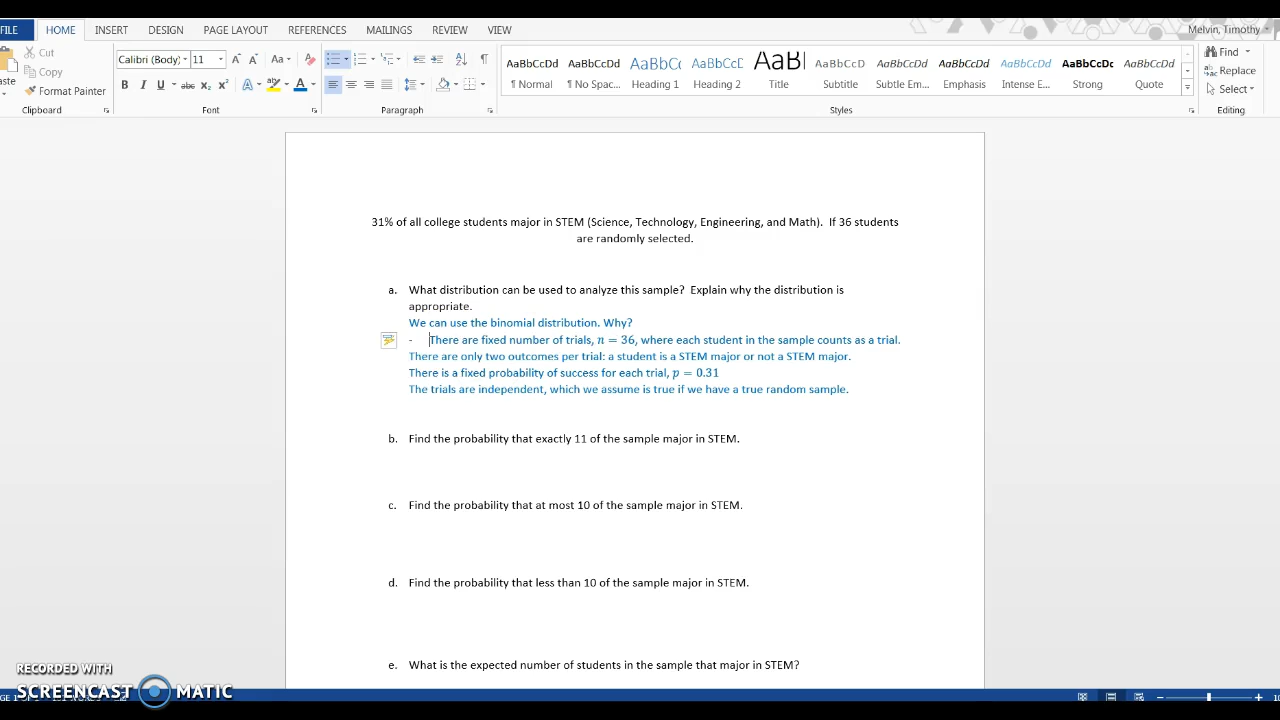 FILE HOME INSERT DESIGN PAGE LAYOUT REFERENCES MAILINGS REVIEW VIEW Melvin, Timothy
Cut
Copy
Format Painter
Clipboard
Calibri (Body) 11
Font
Paragraph
AaBbCcDd AaBbCcDd AaBbCc AaBbCcD AaB AaBbCcD AaBbCcDd AaBbCcDd AaBbCcDd AaBbCcDc AaBbCcDd
¶ Normal ¶ No Spac... Heading 1 Heading 2 Title Subtitle Subtle Em... Emphasis Intense E... Strong Quote
Styles
Find
Replace
Select
Editing
31% of all college students major in STEM (Science, Technology, Engineering, and Math). If 36 students
are randomly selected.
a. What distribution can be used to analyze this sample? Explain why the distribution is
appropriate.
We can use the binomial distribution. Why?
- There are fixed number of trials, n = 36, where each student in the sample counts as a trial.
There are only two outcomes per trial: a student is a STEM major or not a STEM major.
There is a fixed probability of success for each trial, p = 0.31
The trials are independent, which we assume is true if we have a true random sample.
b. Find the probability that exactly 11 of the sample major in STEM.
c. Find the probability that at most 10 of the sample major in STEM.
d. Find the probability that less than 10 of the sample major in STEM.
e. What is the expected number of students in the sample that major in STEM?
RECORDED WITH
SCREENCAST MATIC